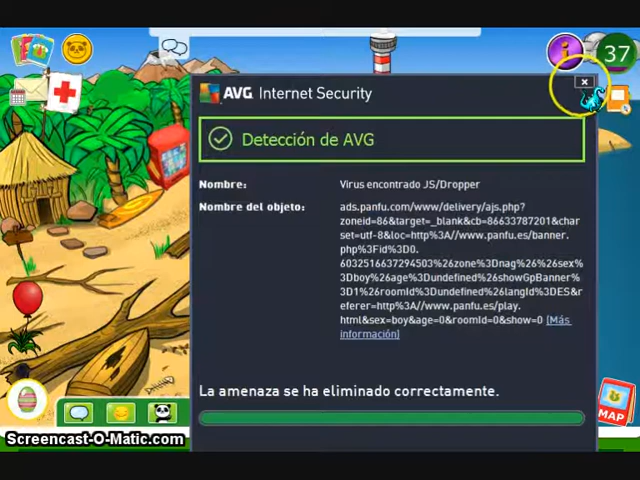 37
AVG Internet Security
Detección de AVG
Nombre: Virus encontrado JS/Dropper
Nombre del objeto: ads.panfu.com/www/delivery/ajs.php?
zoneid=86&target=_blank&cb=86633787201&char
set=utf-8&loc=http%3A//www.panfu.es/banner.
php%3Fid%3D0.
6032516637294503%26zone%3Dnag%26%26sex%
3Dboy%26age%3Dundefined%26showGpBanner%
3D1%26roomId%3Dundefined%26langId%3DES&r
eferer=http%3A//www.panfu.es/play.
html&sex=boy&age=0&roomId=0&show=0 [Más
información]
La amenaza se ha eliminado correctamente.
MAP
Screencast-O-Matic.com